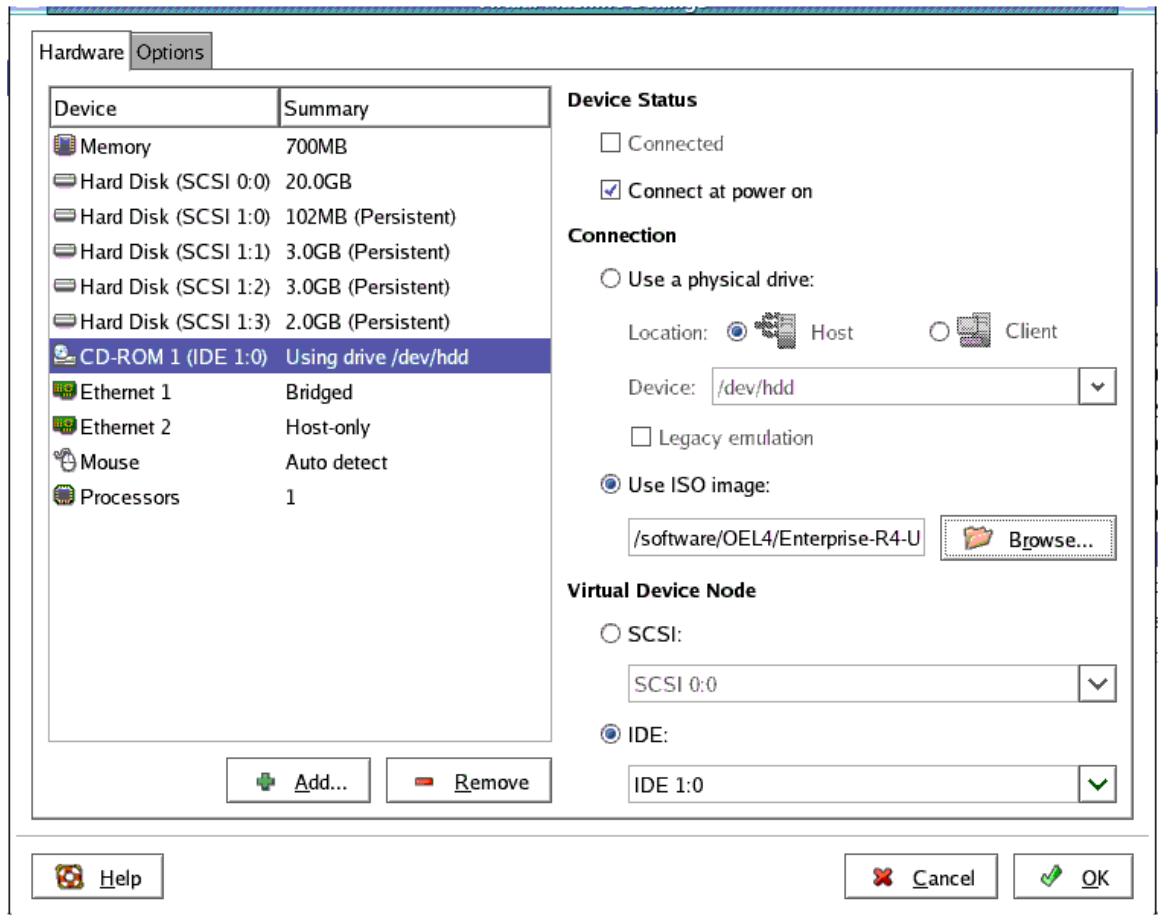 Virtual Machine Settings
Hardware Options
Device Summary
Memory 700MB
Hard Disk (SCSI 0:0) 20.0GB
Hard Disk (SCSI 1:0) 102MB (Persistent)
Hard Disk (SCSI 1:1) 3.0GB (Persistent)
Hard Disk (SCSI 1:2) 3.0GB (Persistent)
Hard Disk (SCSI 1:3) 2.0GB (Persistent)
CD-ROM 1 (IDE 1:0) Using drive /dev/hdd
Ethernet 1 Bridged
Ethernet 2 Host-only
Mouse Auto detect
Processors 1
Add...
Remove
Device Status
Connected
Connect at power on
Connection
Use a physical drive:
Location: Host Client
Device: /dev/hdd
Legacy emulation
Use ISO image:
/software/OEL4/Enterprise-R4-U Browse...
Virtual Device Node
SCSI:
SCSI 0:0
IDE:
IDE 1:0
Help
Cancel
OK